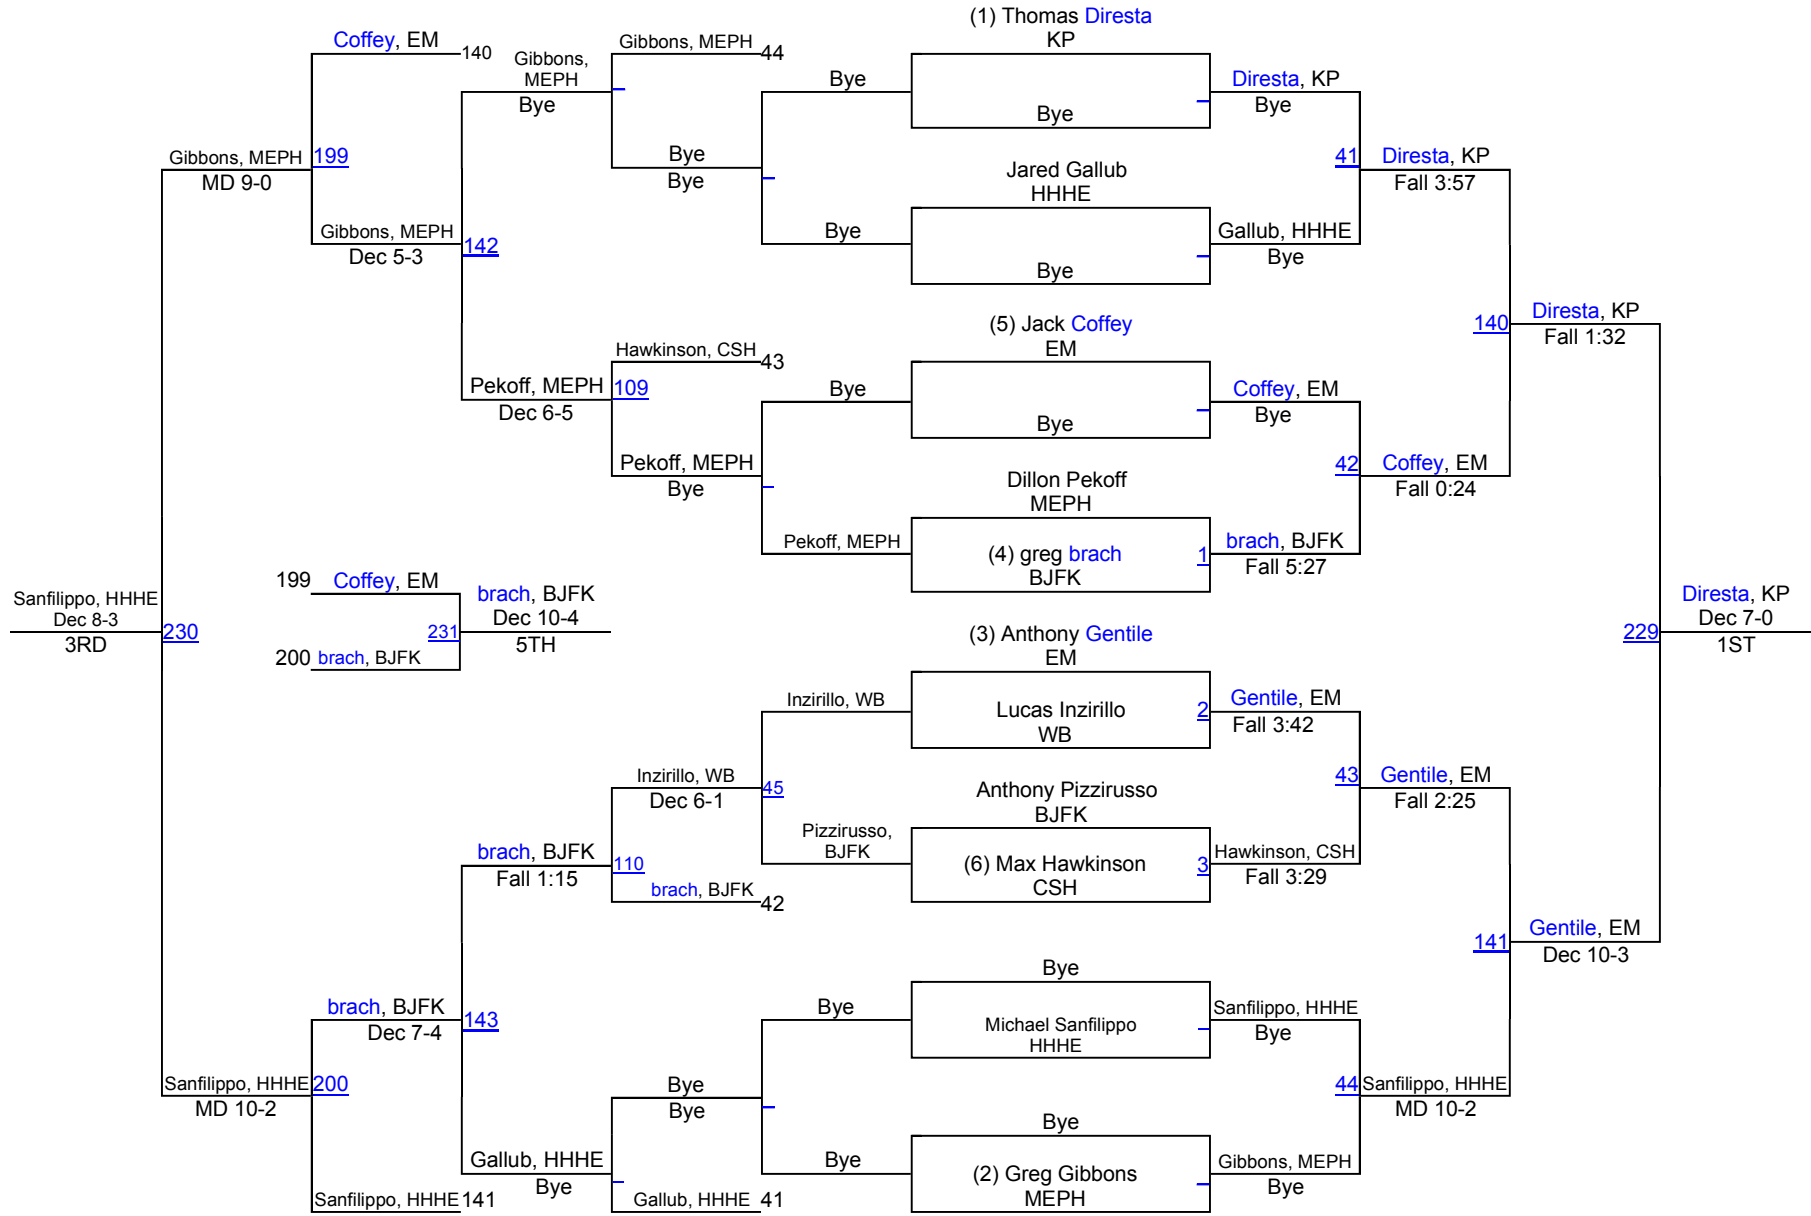 (1) Thomas Diresta
KP
Coffey, EM
140
Gibbons, MEPH
44
Gibbons,
MEPH
Bye
Bye
Diresta, KP
Bye
Bye
Gibbons, MEPH
199
MD 9-0
Bye
Bye
Jared Gallub
HHHE
41
Diresta, KP
Fall 3:57
Gibbons, MEPH
142
Dec 5-3
Bye
Bye
Gallub, HHHE
Bye
(5) Jack Coffey
EM
140
Diresta, KP
Fall 1:32
Hawkinson, CSH
43
Pekoff, MEPH
109
Dec 6-5
Bye
Bye
Coffey, EM
Bye
Pekoff, MEPH
Bye
Dillon Pekoff
MEPH
42
Coffey, EM
Fall 0:24
Pekoff, MEPH
(4) greg brach
BJFK
1
brach, BJFK
Fall 5:27
199
Coffey, EM
brach, BJFK
Dec 10-4
5TH
231
200
brach, BJFK
Sanfilippo, HHHE
Dec 8-3
3RD
230
Diresta, KP
Dec 7-0
1ST
229
(3) Anthony Gentile
EM
Inzirillo, WB
Lucas Inzirillo
WB
2
Gentile, EM
Fall 3:42
Inzirillo, WB
Dec 6-1
45
Anthony Pizzirusso
BJFK
43
Gentile, EM
Fall 2:25
Pizzirusso,
BJFK
(6) Max Hawkinson
CSH
3
Hawkinson, CSH
Fall 3:29
brach, BJFK
Fall 1:15
110
brach, BJFK
42
141
Gentile, EM
Dec 10-3
Bye
brach, BJFK
Dec 7-4
143
Bye
Michael Sanfilippo
HHHE
Sanfilippo, HHHE
Bye
Sanfilippo, HHHE
200
MD 10-2
Bye
Bye
44
Sanfilippo, HHHE
MD 10-2
Bye
Gallub, HHHE
Bye
Bye
(2) Greg Gibbons
MEPH
Gibbons, MEPH
Bye
Sanfilippo, HHHE
141
Gallub, HHHE
41